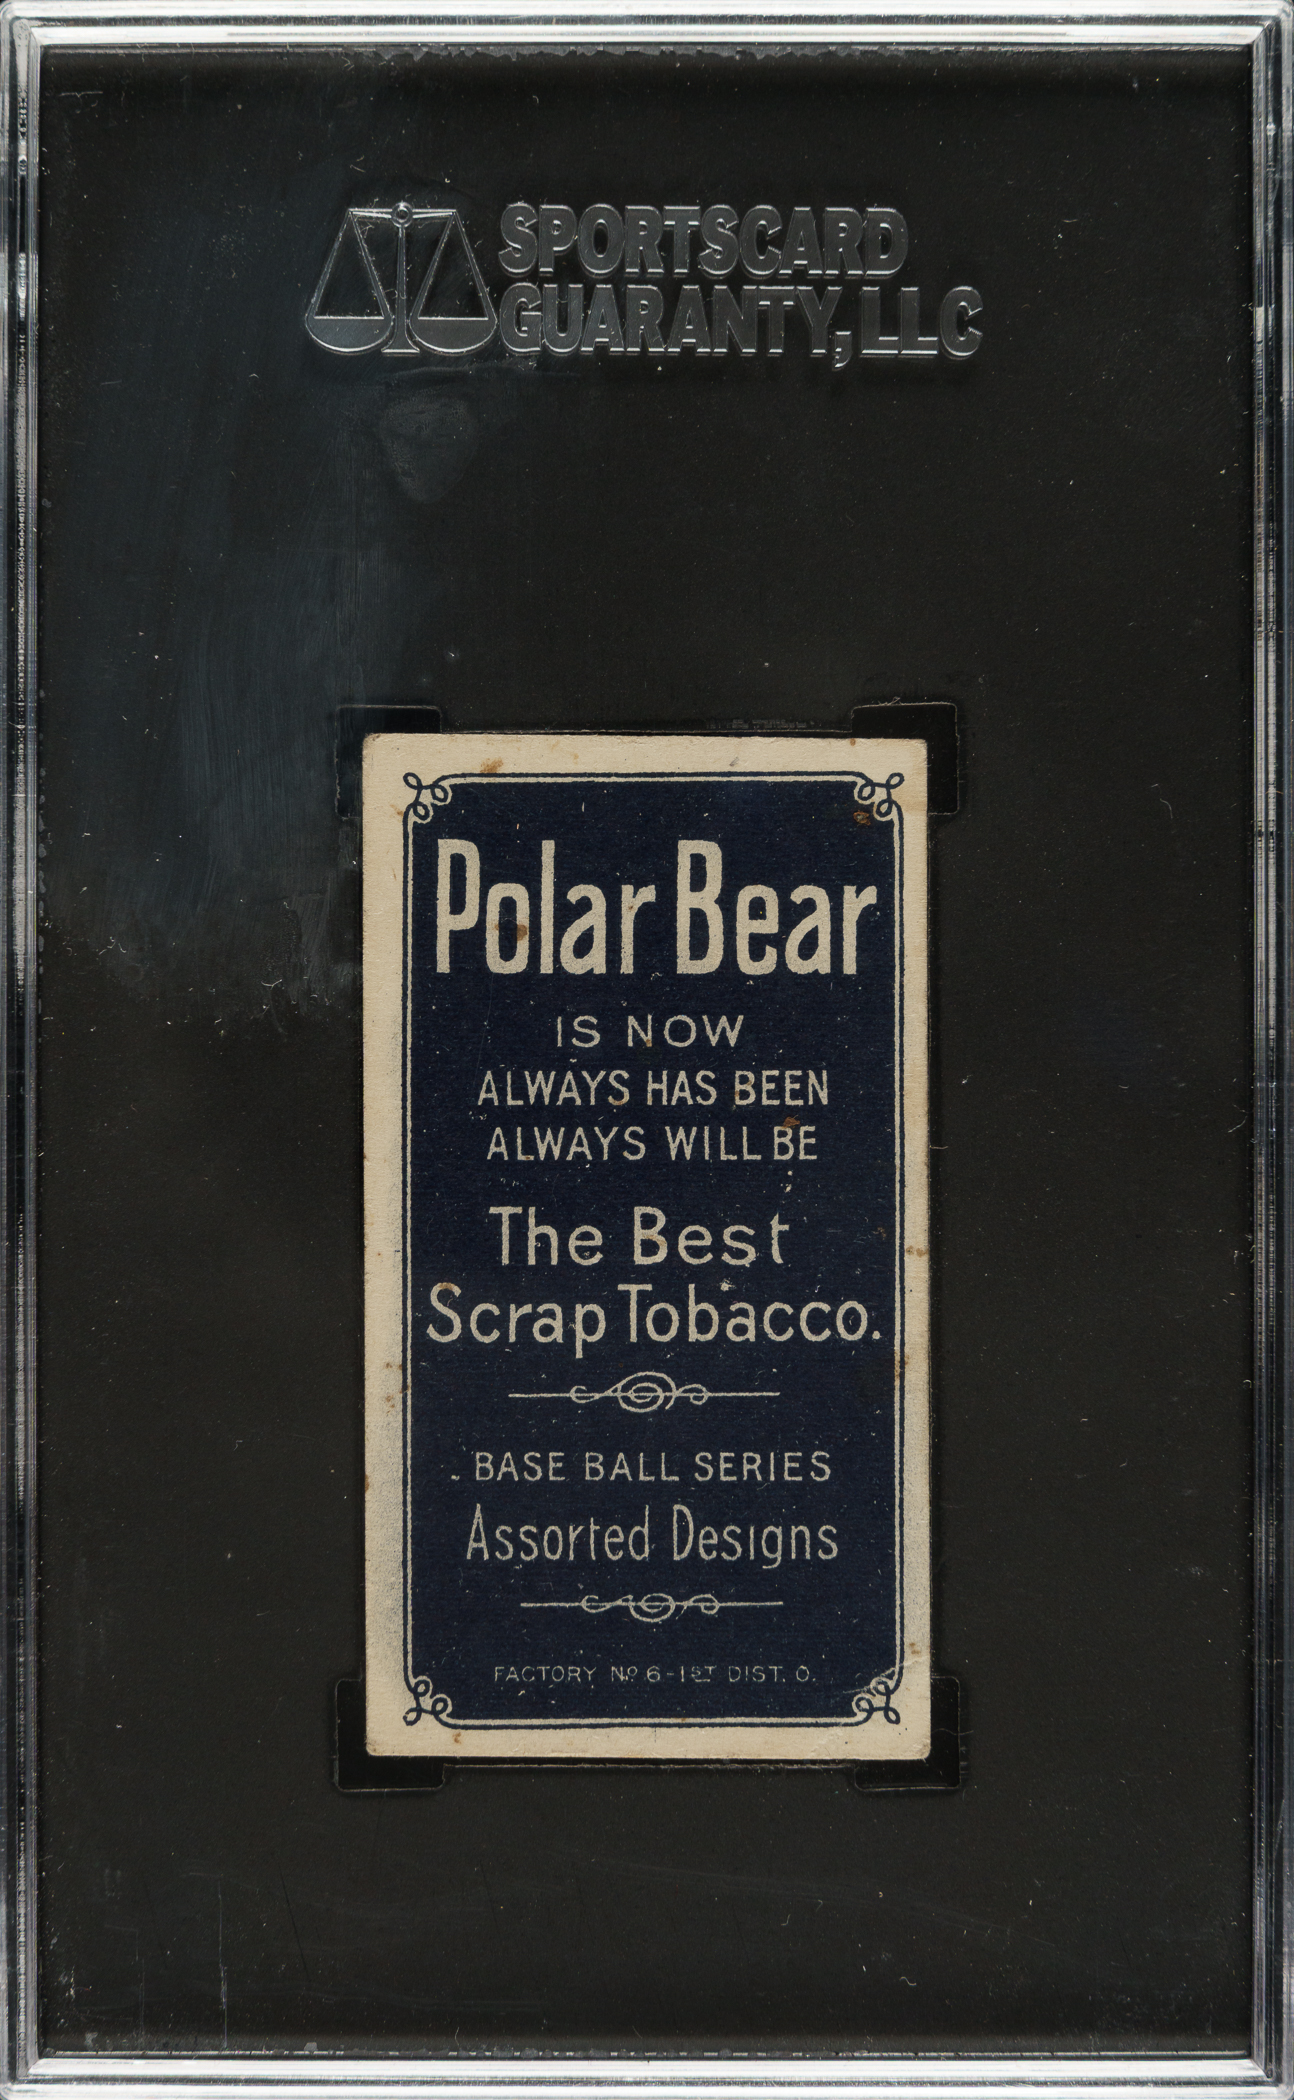 SPORTSCARD
GUARANTY, LLC
Polar Bear
IS NOW
ALWAYS HAS BEEN
ALWAYS WILL BE
The Best
Scrap Tobacco.
BASE BALL SERIES
Assorted Designs
FACTORY No 6-1ST DIST. O.